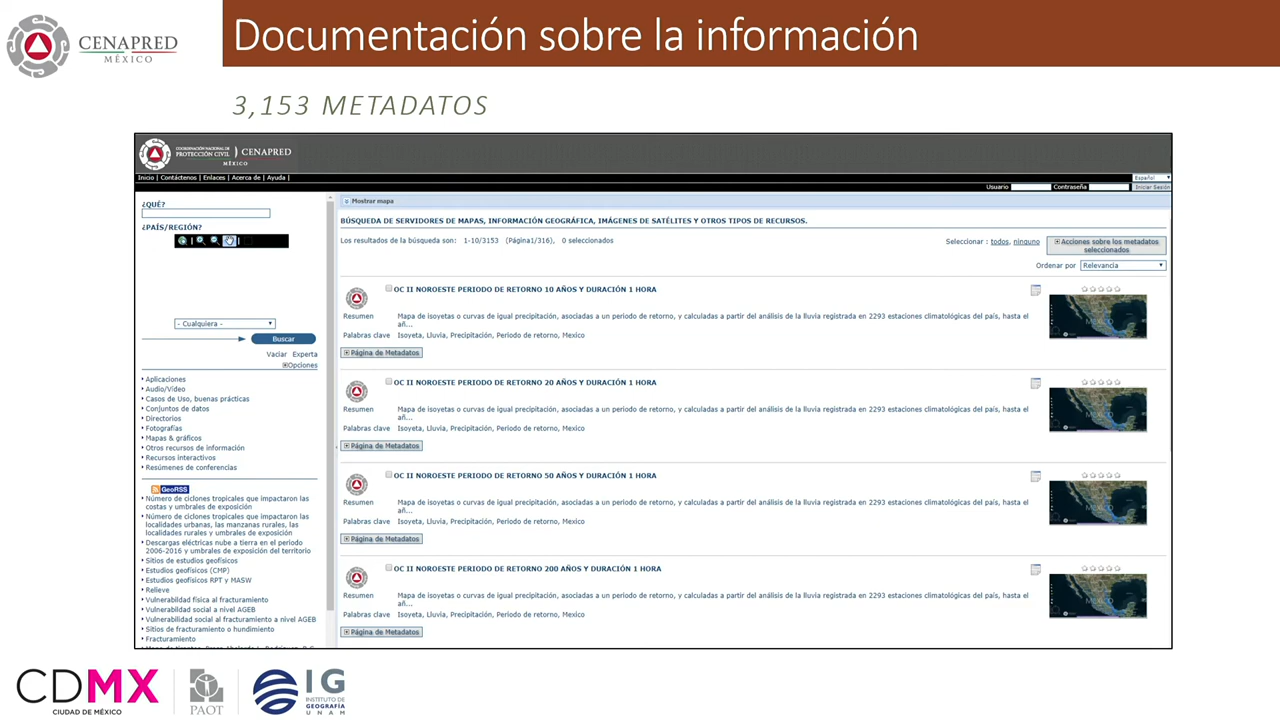 CENAPRED
MÉXICO
Documentación sobre la información
3,153 METADATOS
COORDINACIÓN NACIONAL DE
PROTECCIÓN CIVIL
CENAPRED
MÉXICO
Inicio | Contáctenos | Enlaces | Acerca de | Ayuda |
Español
Usuario Contraseña Iniciar Sesión
¿QUÉ?
¿PAÍS/REGIÓN?
- Cualquiera -
Buscar
Vaciar Experta
Opciones
Aplicaciones
Audio/Vídeo
Casos de Uso, buenas prácticas
Conjuntos de datos
Directorios
Fotografías
Mapas & gráficos
Otros recursos de información
Recursos interactivos
Resúmenes de conferencias
GeoRSS
Número de ciclones tropicales que impactaron las
costas y umbrales de exposición
Número de ciclones tropicales que impactaron las
localidades urbanas, las manzanas rurales, las
localidades rurales y umbrales de exposición
Descargas eléctricas nube a tierra en el periodo
2006-2016 y umbrales de exposición del territorio
Sitios de estudios geofísicos
Estudios geofísicos (CMP)
Estudios geofísicos RPT y MASW
Relieve
Vulnerabilidad física al fracturamiento
Vulnerabilidad social a nivel AGEB
Vulnerabilidad social al fracturamiento a nivel AGEB
Sitios de fracturamiento o hundimiento
Fracturamiento
Mostrar mapa
BÚSQUEDA DE SERVIDORES DE MAPAS, INFORMACIÓN GEOGRÁFICA, IMÁGENES DE SATÉLITES Y OTROS TIPOS DE RECURSOS.
Los resultados de la búsqueda son: 1-10/3153 (Página1/316), 0 seleccionados
Seleccionar : todos, ninguno
Acciones sobre los metadatos
seleccionados
Ordenar por Relevancia
OC II NOROESTE PERIODO DE RETORNO 10 AÑOS Y DURACIÓN 1 HORA
Resumen Mapa de isoyetas o curvas de igual precipitación, asociadas a un periodo de retorno, y calculadas a partir del análisis de la lluvia registrada en 2293 estaciones climatológicas del país, hasta el
añ...
Palabras clave Isoyeta, Lluvia, Precipitación, Periodo de retorno, Mexico
Página de Metadatos
MÉXICO
OC II NOROESTE PERIODO DE RETORNO 20 AÑOS Y DURACIÓN 1 HORA
Resumen Mapa de isoyetas o curvas de igual precipitación, asociadas a un periodo de retorno, y calculadas a partir del análisis de la lluvia registrada en 2293 estaciones climatológicas del país, hasta el
añ...
Palabras clave Isoyeta, Lluvia, Precipitación, Periodo de retorno, Mexico
Página de Metadatos
MÉXICO
OC II NOROESTE PERIODO DE RETORNO 50 AÑOS Y DURACIÓN 1 HORA
Resumen Mapa de isoyetas o curvas de igual precipitación, asociadas a un periodo de retorno, y calculadas a partir del análisis de la lluvia registrada en 2293 estaciones climatológicas del país, hasta el
añ...
Palabras clave Isoyeta, Lluvia, Precipitación, Periodo de retorno, Mexico
Página de Metadatos
MÉXICO
OC II NOROESTE PERIODO DE RETORNO 200 AÑOS Y DURACIÓN 1 HORA
Resumen Mapa de isoyetas o curvas de igual precipitación, asociadas a un periodo de retorno, y calculadas a partir del análisis de la lluvia registrada en 2293 estaciones climatológicas del país, hasta el
añ...
Palabras clave Isoyeta, Lluvia, Precipitación, Periodo de retorno, Mexico
Página de Metadatos
MÉXICO
CDMX
CIUDAD DE MÉXICO
PAOT
IG
INSTITUTO DE
GEOGRAFÍA
UNAM